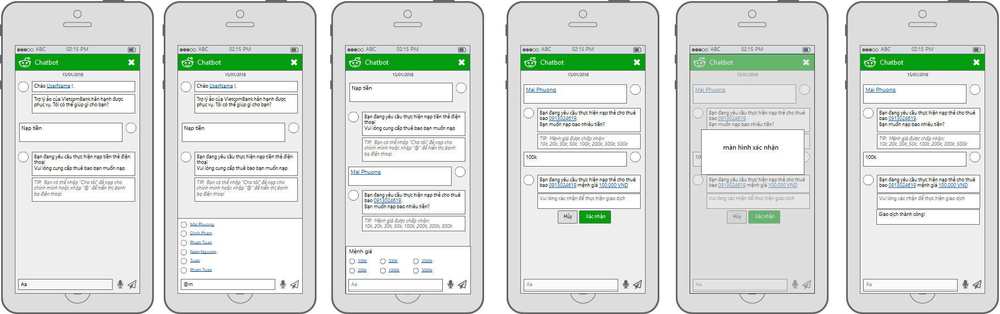 ABC 02:15 PM
Chatbot
15/01/2018
Chào UserName !,
Trợ lý ảo của VietcomBank hân hạnh được
phục vụ. Tôi có thể giúp gì cho bạn?
Nạp tiền
Bạn đang yêu cầu thực hiện nạp tiền thẻ điện
thoại
Vui lòng cung cấp thuê bao bạn muốn nạp
TIP: Bạn có thể nhập "Cho tôi" để nạp cho
chính mình hoặc nhập "@" để hiển thị danh
bạ điện thoại
Aa
ABC 02:15 PM
Chatbot
15/01/2018
Chào UserName !,
Trợ lý ảo của VietcomBank hân hạnh được
phục vụ. Tôi có thể giúp gì cho bạn?
Nạp tiền
Bạn đang yêu cầu thực hiện nạp tiền thẻ điện
thoại
Vui lòng cung cấp thuê bao bạn muốn nạp
TIP: Bạn có thể nhập "Cho tôi" để nạp cho
chính mình hoặc nhập "@" để hiển thị danh
bạ điện thoại
Mai Phuong
Dinh Pham
Pham Tuan
Nam Nguyen
Tuan
Pham Tuan
@m
ABC 02:15 PM
Chatbot
15/01/2018
Nạp tiền
Bạn đang yêu cầu thực hiện nạp tiền thẻ điện
thoại
Vui lòng cung cấp thuê bao bạn muốn nạp
TIP: Bạn có thể nhập "Cho tôi" để nạp cho
chính mình hoặc nhập "@" để hiển thị danh
bạ điện thoại
Mai Phuong
Bạn đang yêu cầu thực hiện nạp thẻ cho thuê
bao 0913024619.
Bạn muốn nạp bao nhiêu tiền?
TIP: Mệnh giá được chấp nhận:
10k, 20k, 30k, 50k, 100k, 200k, 300k, 500k
Mệnh giá
100K 500K 2000k
200k 1000k 5000k
Aa
ABC 02:15 PM
Chatbot
15/01/2018
Mai Phuong
Bạn đang yêu cầu thực hiện nạp thẻ cho thuê
bao 0913024619.
Bạn muốn nạp bao nhiêu tiền?
TIP: Mệnh giá được chấp nhận:
10k, 20k, 30k, 50k, 100k, 200k, 300k, 500k
100k
Bạn đang yêu cầu thực hiện nạp thẻ cho thuê
bao 0913024619 mệnh giá 100.000 VND
Vui lòng xác nhận để thực hiện giao dịch
Hủy Xác nhận
Aa
ABC 02:15 PM
Chatbot
15/01/2018
Mai Phuong
Bạn đang yêu cầu thực hiện nạp thẻ cho thuê
bao 0913024619.
Bạn muốn nạp bao nhiêu tiền?
màn hình xác nhận
10
Bạn đang yêu cầu thực hiện nạp thẻ cho thuê
bao 0913024619 mệnh giá 100.000 VND
Vui lòng xác nhận để thực hiện giao dịch
Hủy Xác nhận
Aa
ABC 02:15 PM
Chatbot
15/01/2018
Mai Phuong
Bạn đang yêu cầu thực hiện nạp thẻ cho thuê
bao 0913024619.
Bạn muốn nạp bao nhiêu tiền?
TIP: Mệnh giá được chấp nhận:
10k, 20k, 30k, 50k, 100k, 200k, 300k, 500k
100k
Bạn đang yêu cầu thực hiện nạp thẻ cho thuê
bao 0913024619 mệnh giá 100.000 VND
Vui lòng xác nhận để thực hiện giao dịch
Giao dịch thành công!
Aa